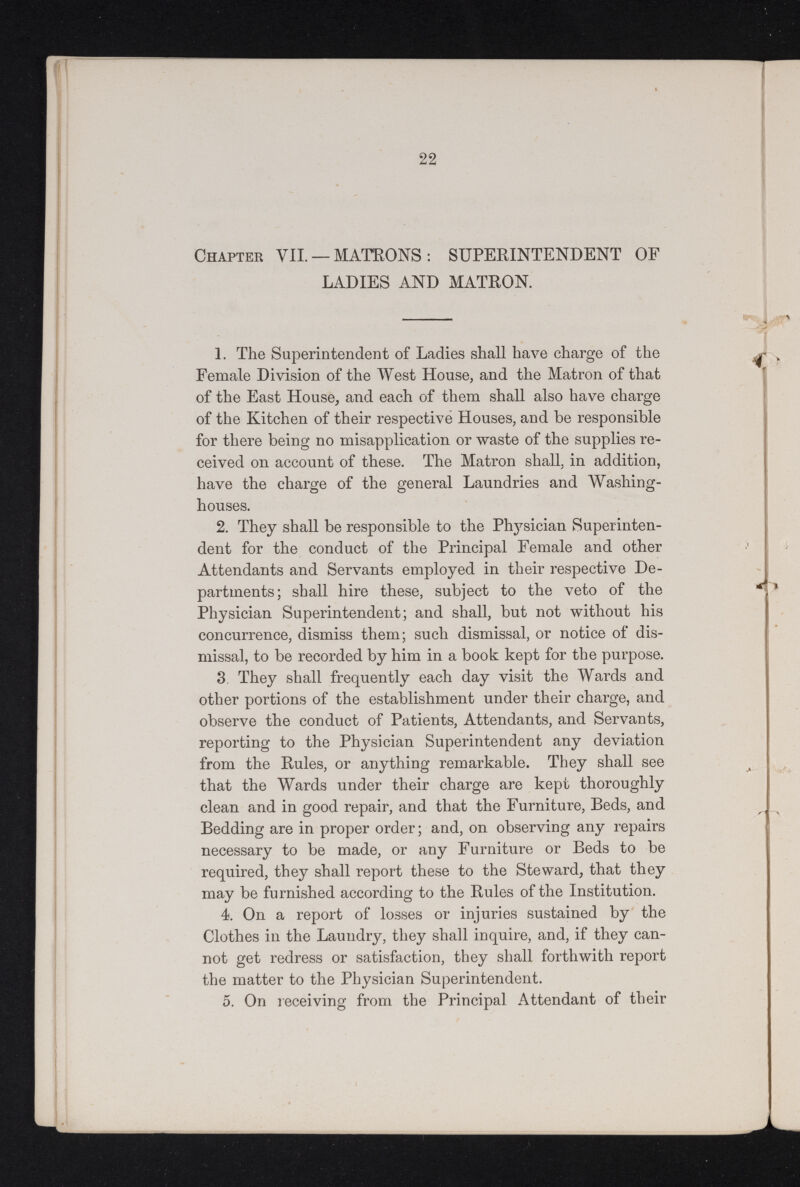 22
CHAPTER VII. — MATRONS : SUPERINTENDENT OF
LADIES AND MATRON.
1. The Superintendent of Ladies shall have charge of the
Female Division of the West House, and the Matron of that
of the East House, and each of them shall also have charge
of the Kitchen of their respective Houses, and be responsible
for there being no misapplication or waste of the supplies re-
ceived on account of these. The Matron shall, in addition,
have the charge of the general Laundries and Washing-
houses.
2. They shall be responsible to the Physician Superinten-
dent for the conduct of the Principal Female and other
Attendants and Servants employed in their respective De-
partments; shall hire these, subject to the veto of the
Physician Superintendent; and shall, but not without his
concurrence, dismiss them; such dismissal, or notice of dis-
missal, to be recorded by him in a book kept for the purpose.
3 They shall frequently each day visit the Wards and
other portions of the establishment under their charge, and
observe the conduct of Patients, Attendants, and Servants,
reporting to the Physician Superintendent any deviation
from the Rules, or anything remarkable. They shall see
that the Wards under their charge are kept thoroughly
clean and in good repair, and that the Furniture, Beds, and
Bedding are in proper order; and, on observing any repairs
necessary to be made, or any Furniture or Beds to be
required, they shall report these to the Steward, that they
may be furnished according to the Rules of the Institution.
4. On a report of losses or injuries sustained by the
Clothes in the Laundry, they shall inquire, and, if they can-
not get redress or satisfaction, they shall forthwith report
the matter to the Physician Superintendent.
5. On receiving from the Principal Attendant of their